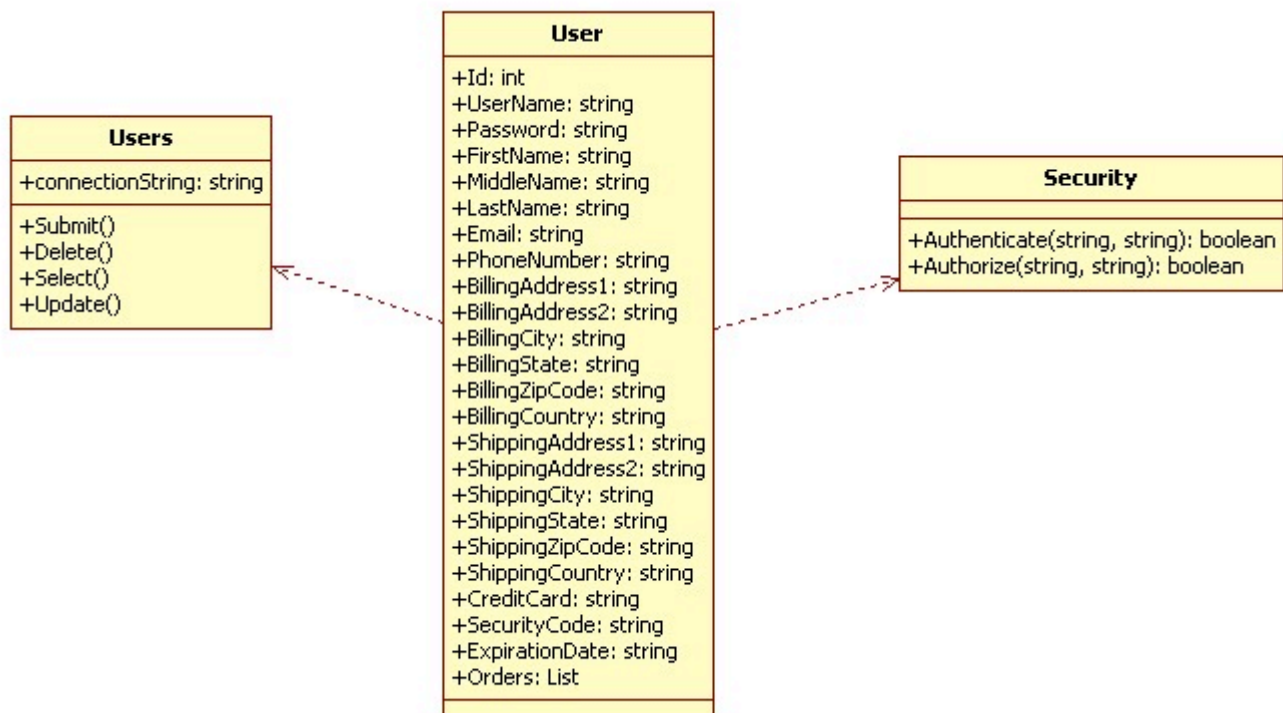 Users
+connectionString: string
+Submit()
+Delete()
+Select()
+Update()
User
+Id: int
+UserName: string
+Password: string
+FirstName: string
+MiddleName: string
+LastName: string
+Email: string
+PhoneNumber: string
+BillingAddress1: string
+BillingAddress2: string
+BillingCity: string
+BillingState: string
+BillingZipCode: string
+BillingCountry: string
+ShippingAddress1: string
+ShippingAddress2: string
+ShippingCity: string
+ShippingState: string
+ShippingZipCode: string
+ShippingCountry: string
+CreditCard: string
+SecurityCode: string
+ExpirationDate: string
+Orders: List
Security
+Authenticate(string, string): boolean
+Authorize(string, string): boolean